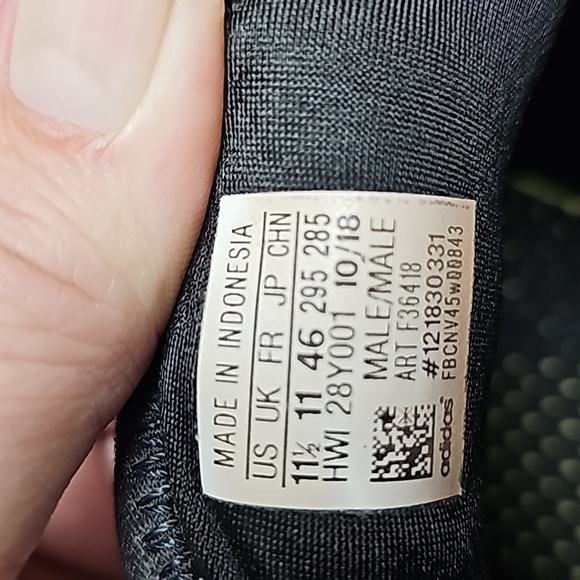 MADE IN INDONESIA
US UK FR JP CHN
11½ 11 46 295 285
HWI 28Y001 10/18
MALE/MALE
ART F36418
#121830331
adidas® FBCNV45W00843